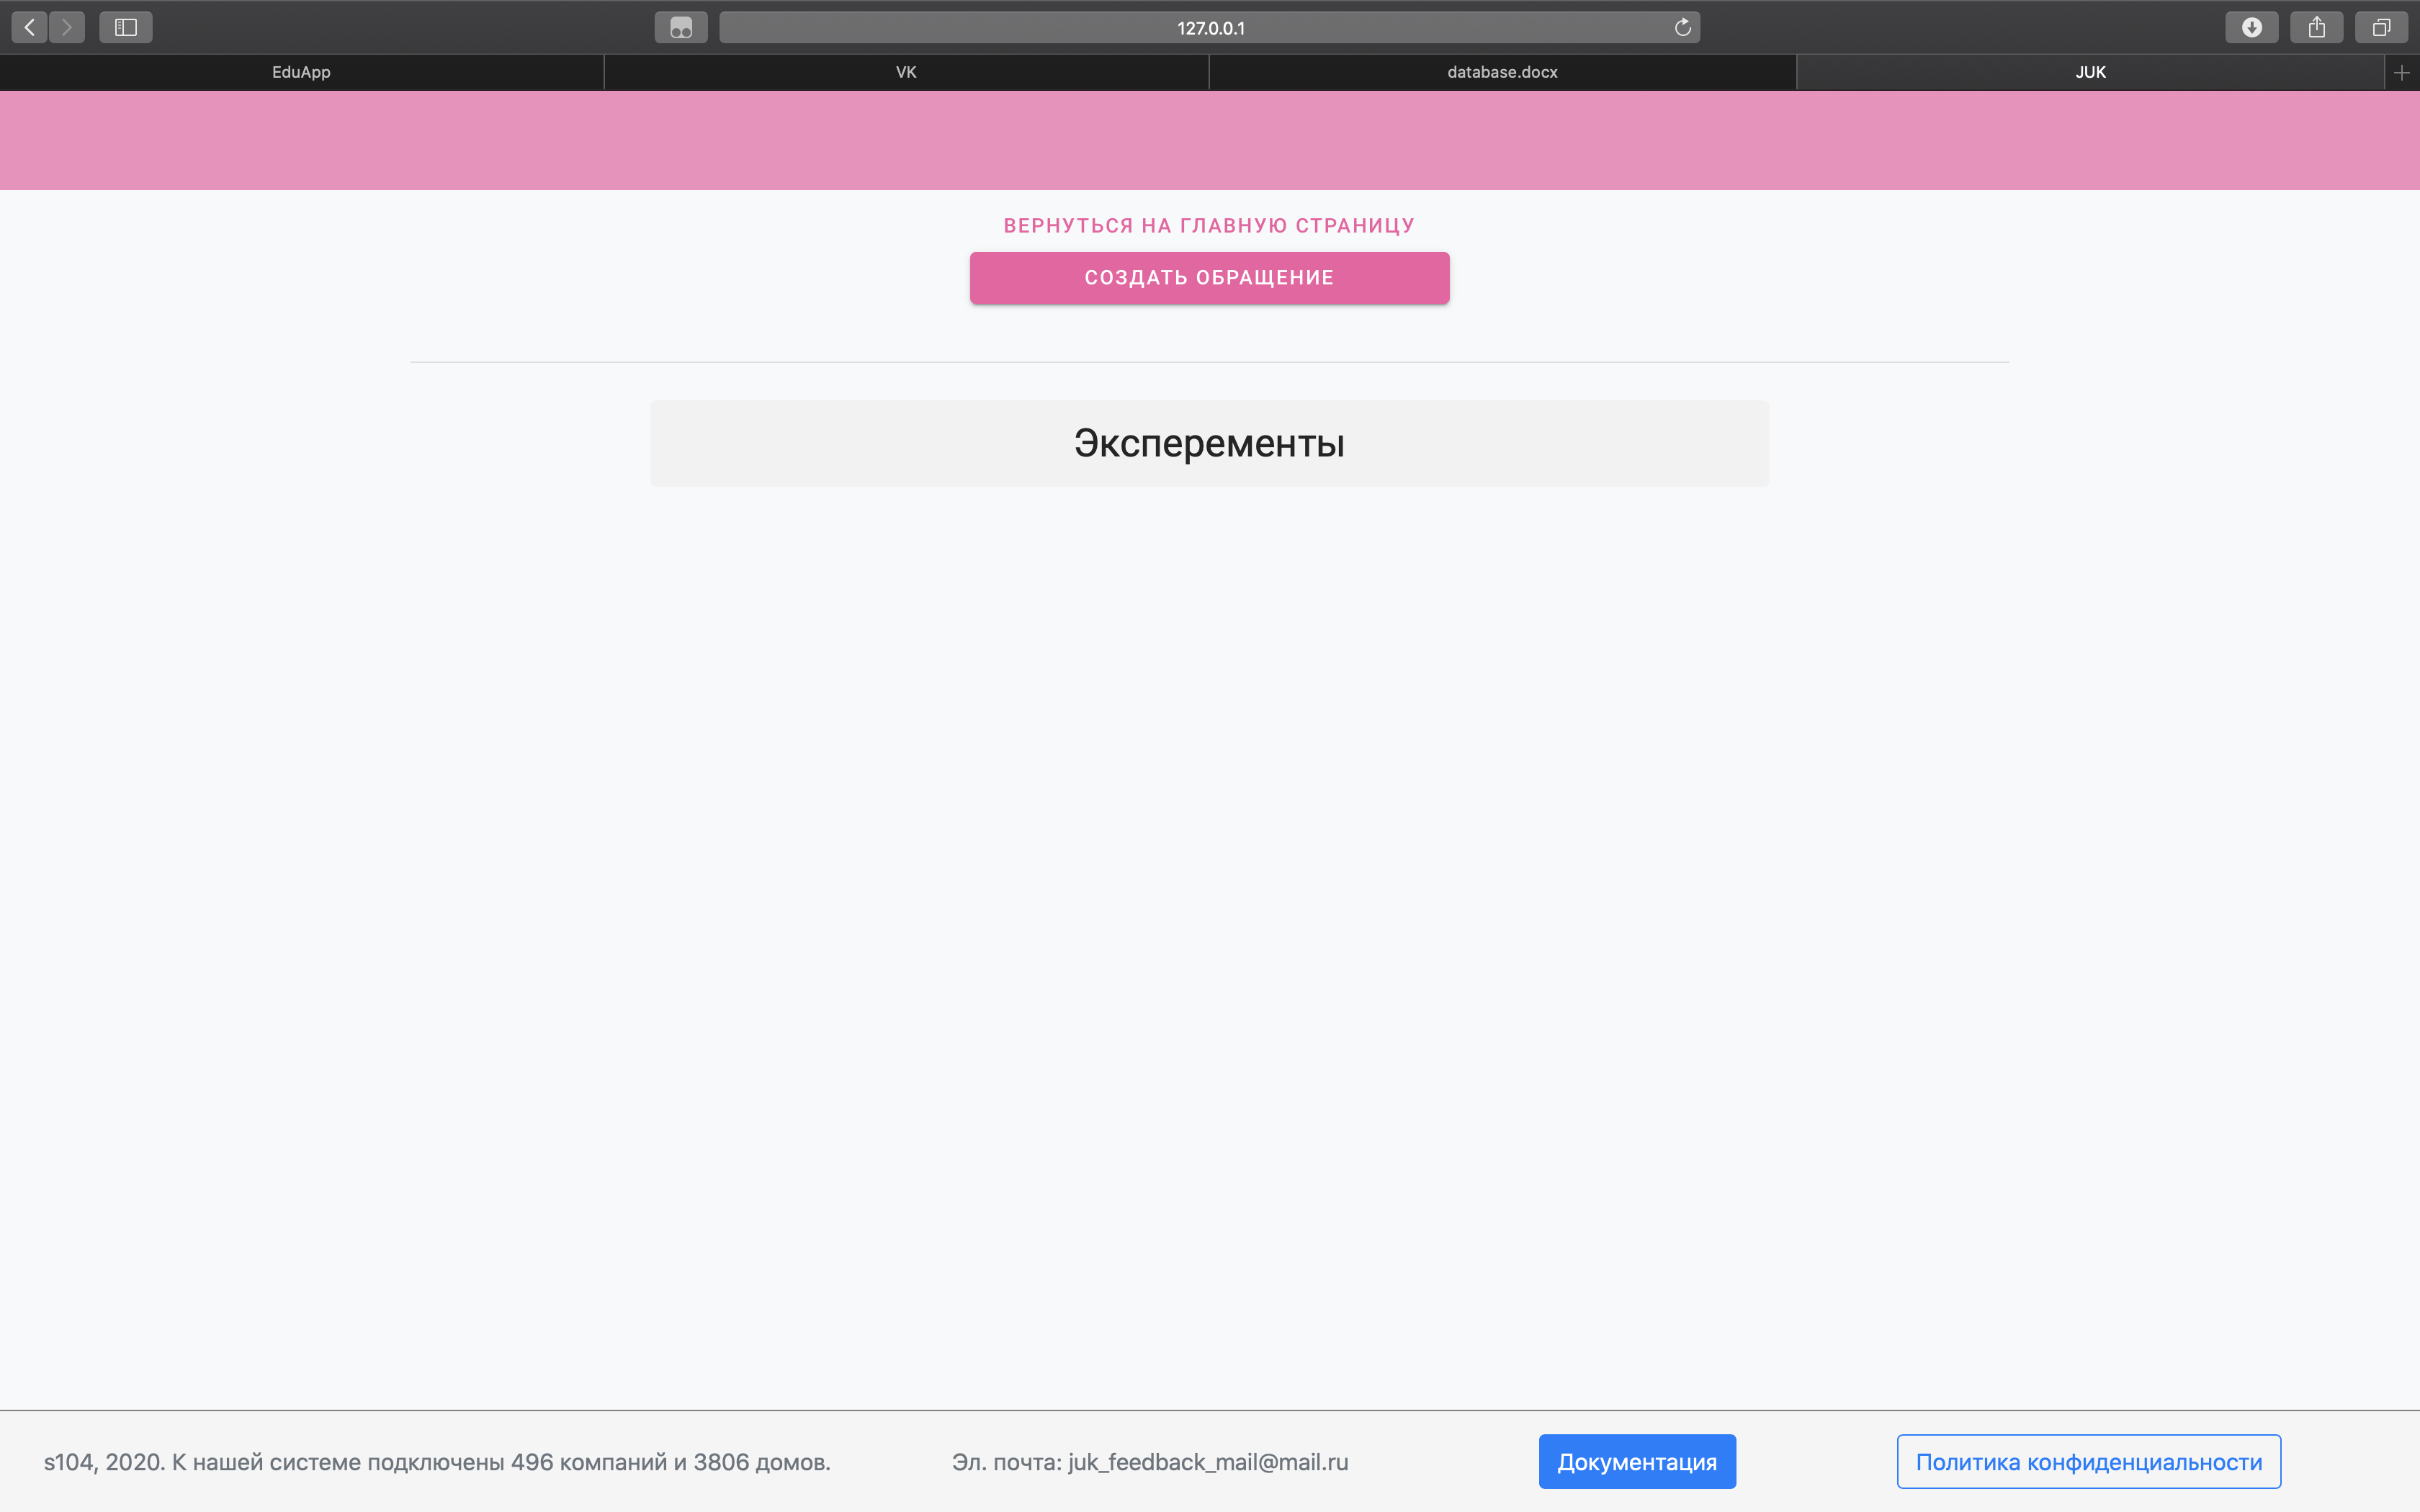 127.0.0.1
EduApp
VK
database.docx
JUK
ВЕРНУТЬСЯ НА ГЛАВНУЮ СТРАНИЦУ
СОЗДАТЬ ОБРАЩЕНИЕ
Эксперементы
s104, 2020. К нашей системе подключены 496 компаний и 3806 домов.
Эл. почта: juk_feedback_mail@mail.ru
Документация
Политика конфиденциальности